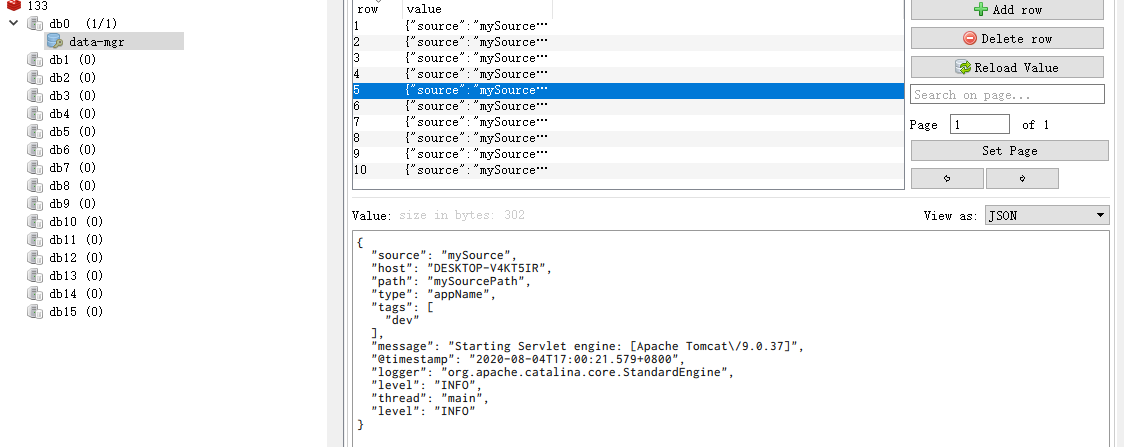 133
db0 (1/1)
data-mgr
db1 (0)
db2 (0)
db3 (0)
db4 (0)
db5 (0)
db6 (0)
db7 (0)
db8 (0)
db9 (0)
db10 (0)
db11 (0)
db12 (0)
db13 (0)
db14 (0)
db15 (0)
row value
1 {"source":"mySource…
2 {"source":"mySource…
3 {"source":"mySource…
4 {"source":"mySource…
5 {"source":"mySource…
6 {"source":"mySource…
7 {"source":"mySource…
8 {"source":"mySource…
9 {"source":"mySource…
10 {"source":"mySource…
Add row
Delete row
Reload Value
Search on page...
Page 1 of 1
Set Page
Value: size in bytes: 302
View as: JSON
{
"source": "mySource",
"host": "DESKTOP-V4KT5IR",
"path": "mySourcePath",
"type": "appName",
"tags": [
"dev"
],
"message": "Starting Servlet engine: [Apache Tomcat\/9.0.37]",
"@timestamp": "2020-08-04T17:00:21.579+0800",
"logger": "org.apache.catalina.core.StandardEngine",
"level": "INFO",
"thread": "main",
"level": "INFO"
}